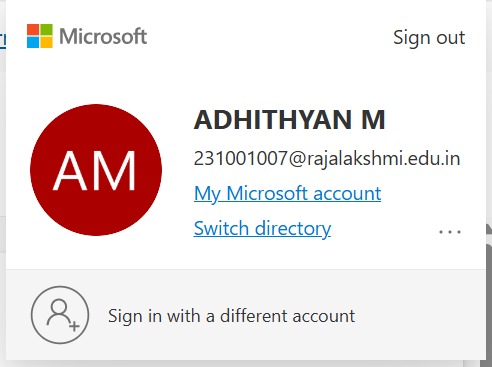 Microsoft
Sign out
AM
ADHITHYAN M
231001007@rajalakshmi.edu.in
My Microsoft account
Switch directory
...
Sign in with a different account